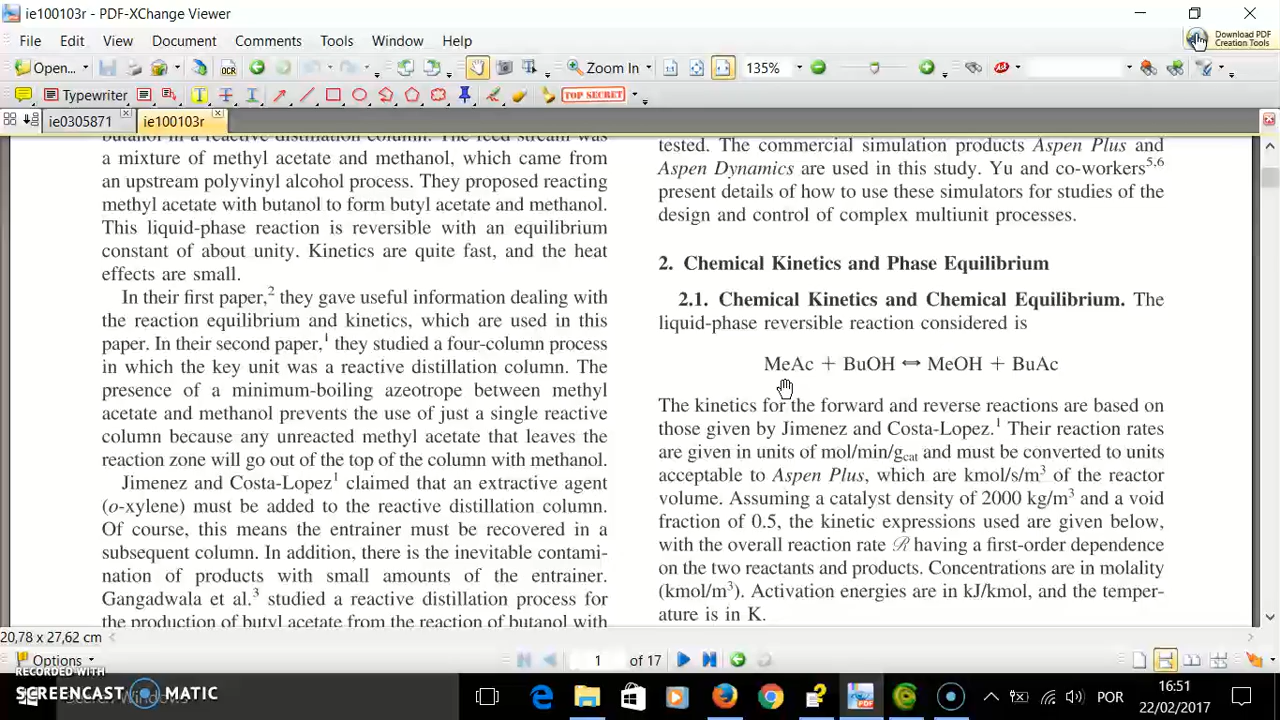 ie100103r - PDF-XChange Viewer
File Edit View Document Comments Tools Window Help
Download PDF
Creation Tools
Open... OCR Zoom In 135%
Typewriter TOP SECRET
ie0305871 ie100103r
butanol in a reactive distillation column. The feed stream was
a mixture of methyl acetate and methanol, which came from
an upstream polyvinyl alcohol process. They proposed reacting
methyl acetate with butanol to form butyl acetate and methanol.
This liquid-phase reaction is reversible with an equilibrium
constant of about unity. Kinetics are quite fast, and the heat
effects are small.
In their first paper,2 they gave useful information dealing with
the reaction equilibrium and kinetics, which are used in this
paper. In their second paper,1 they studied a four-column process
in which the key unit was a reactive distillation column. The
presence of a minimum-boiling azeotrope between methyl
acetate and methanol prevents the use of just a single reactive
column because any unreacted methyl acetate that leaves the
reaction zone will go out of the top of the column with methanol.
Jimenez and Costa-Lopez1 claimed that an extractive agent
(o-xylene) must be added to the reactive distillation column.
Of course, this means the entrainer must be recovered in a
subsequent column. In addition, there is the inevitable contami-
nation of products with small amounts of the entrainer.
Gangadwala et al.3 studied a reactive distillation process for
the production of butyl acetate from the reaction of butanol with
tested. The commercial simulation products Aspen Plus and
Aspen Dynamics are used in this study. Yu and co-workers5,6
present details of how to use these simulators for studies of the
design and control of complex multiunit processes.
2. Chemical Kinetics and Phase Equilibrium
2.1. Chemical Kinetics and Chemical Equilibrium. The
liquid-phase reversible reaction considered is
MeAc + BuOH ⇔ MeOH + BuAc
The kinetics for the forward and reverse reactions are based on
those given by Jimenez and Costa-Lopez.1 Their reaction rates
are given in units of mol/min/gcat and must be converted to units
acceptable to Aspen Plus, which are kmol/s/m3 of the reactor
volume. Assuming a catalyst density of 2000 kg/m3 and a void
fraction of 0.5, the kinetic expressions used are given below,
with the overall reaction rate ℛ having a first-order dependence
on the two reactants and products. Concentrations are in molality
(kmol/m3). Activation energies are in kJ/kmol, and the temper-
ature is in K.
20,78 x 27,62 cm
Options 1 of 17
RECORDED WITH
SCREENCAST MATIC
Search Windows
POR
16:51
22/02/2017